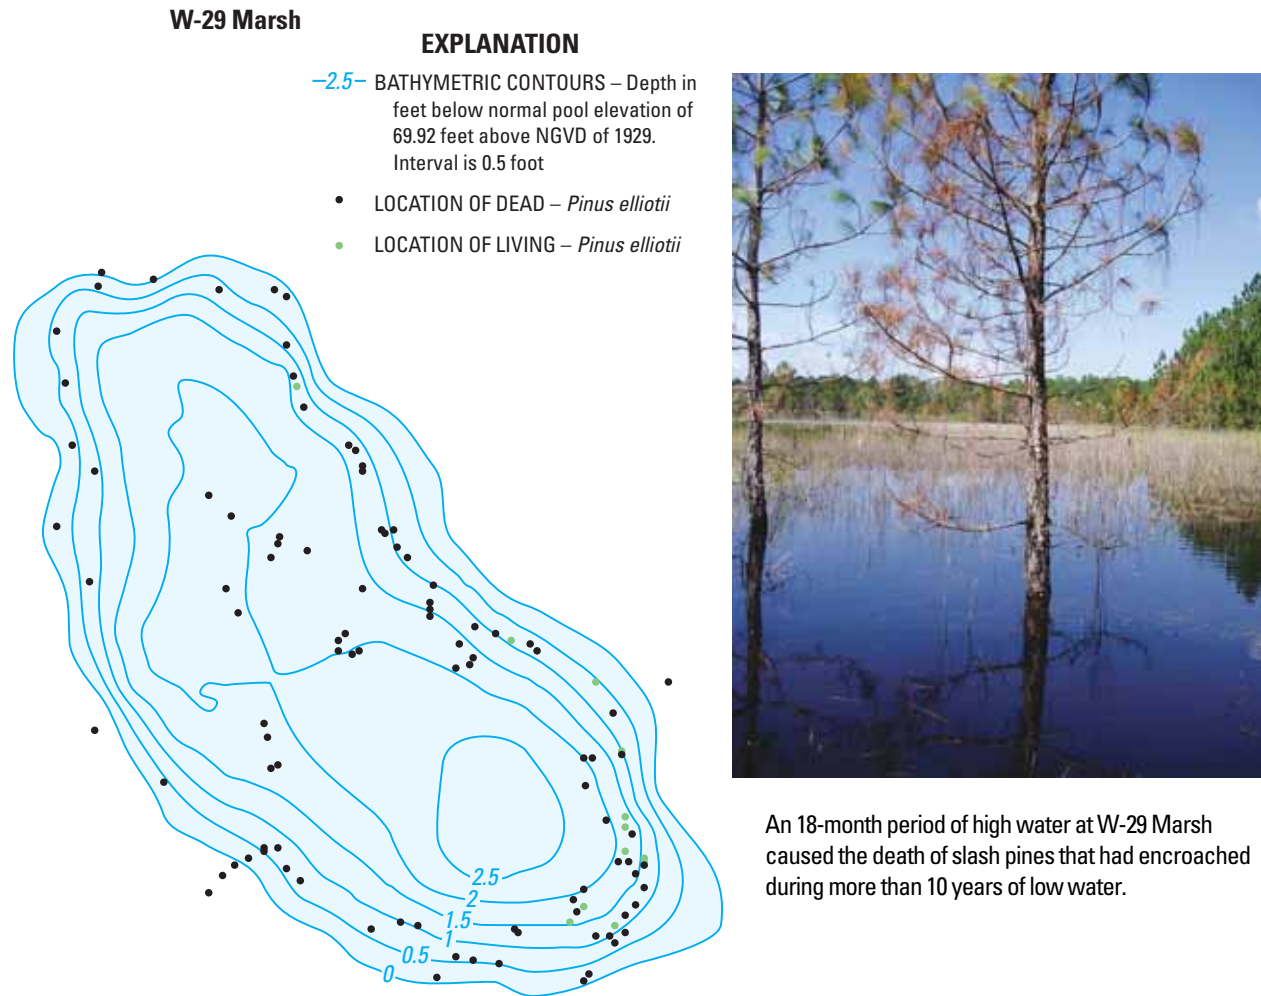 W-29 Marsh
EXPLANATION
–2.5– BATHYMETRIC CONTOURS – Depth in
feet below normal pool elevation of
69.92 feet above NGVD of 1929.
Interval is 0.5 foot
LOCATION OF DEAD – Pinus elliotii
LOCATION OF LIVING – Pinus elliotii
2.5
2
1.5
1
0.5
0
An 18-month period of high water at W-29 Marsh
caused the death of slash pines that had encroached
during more than 10 years of low water.